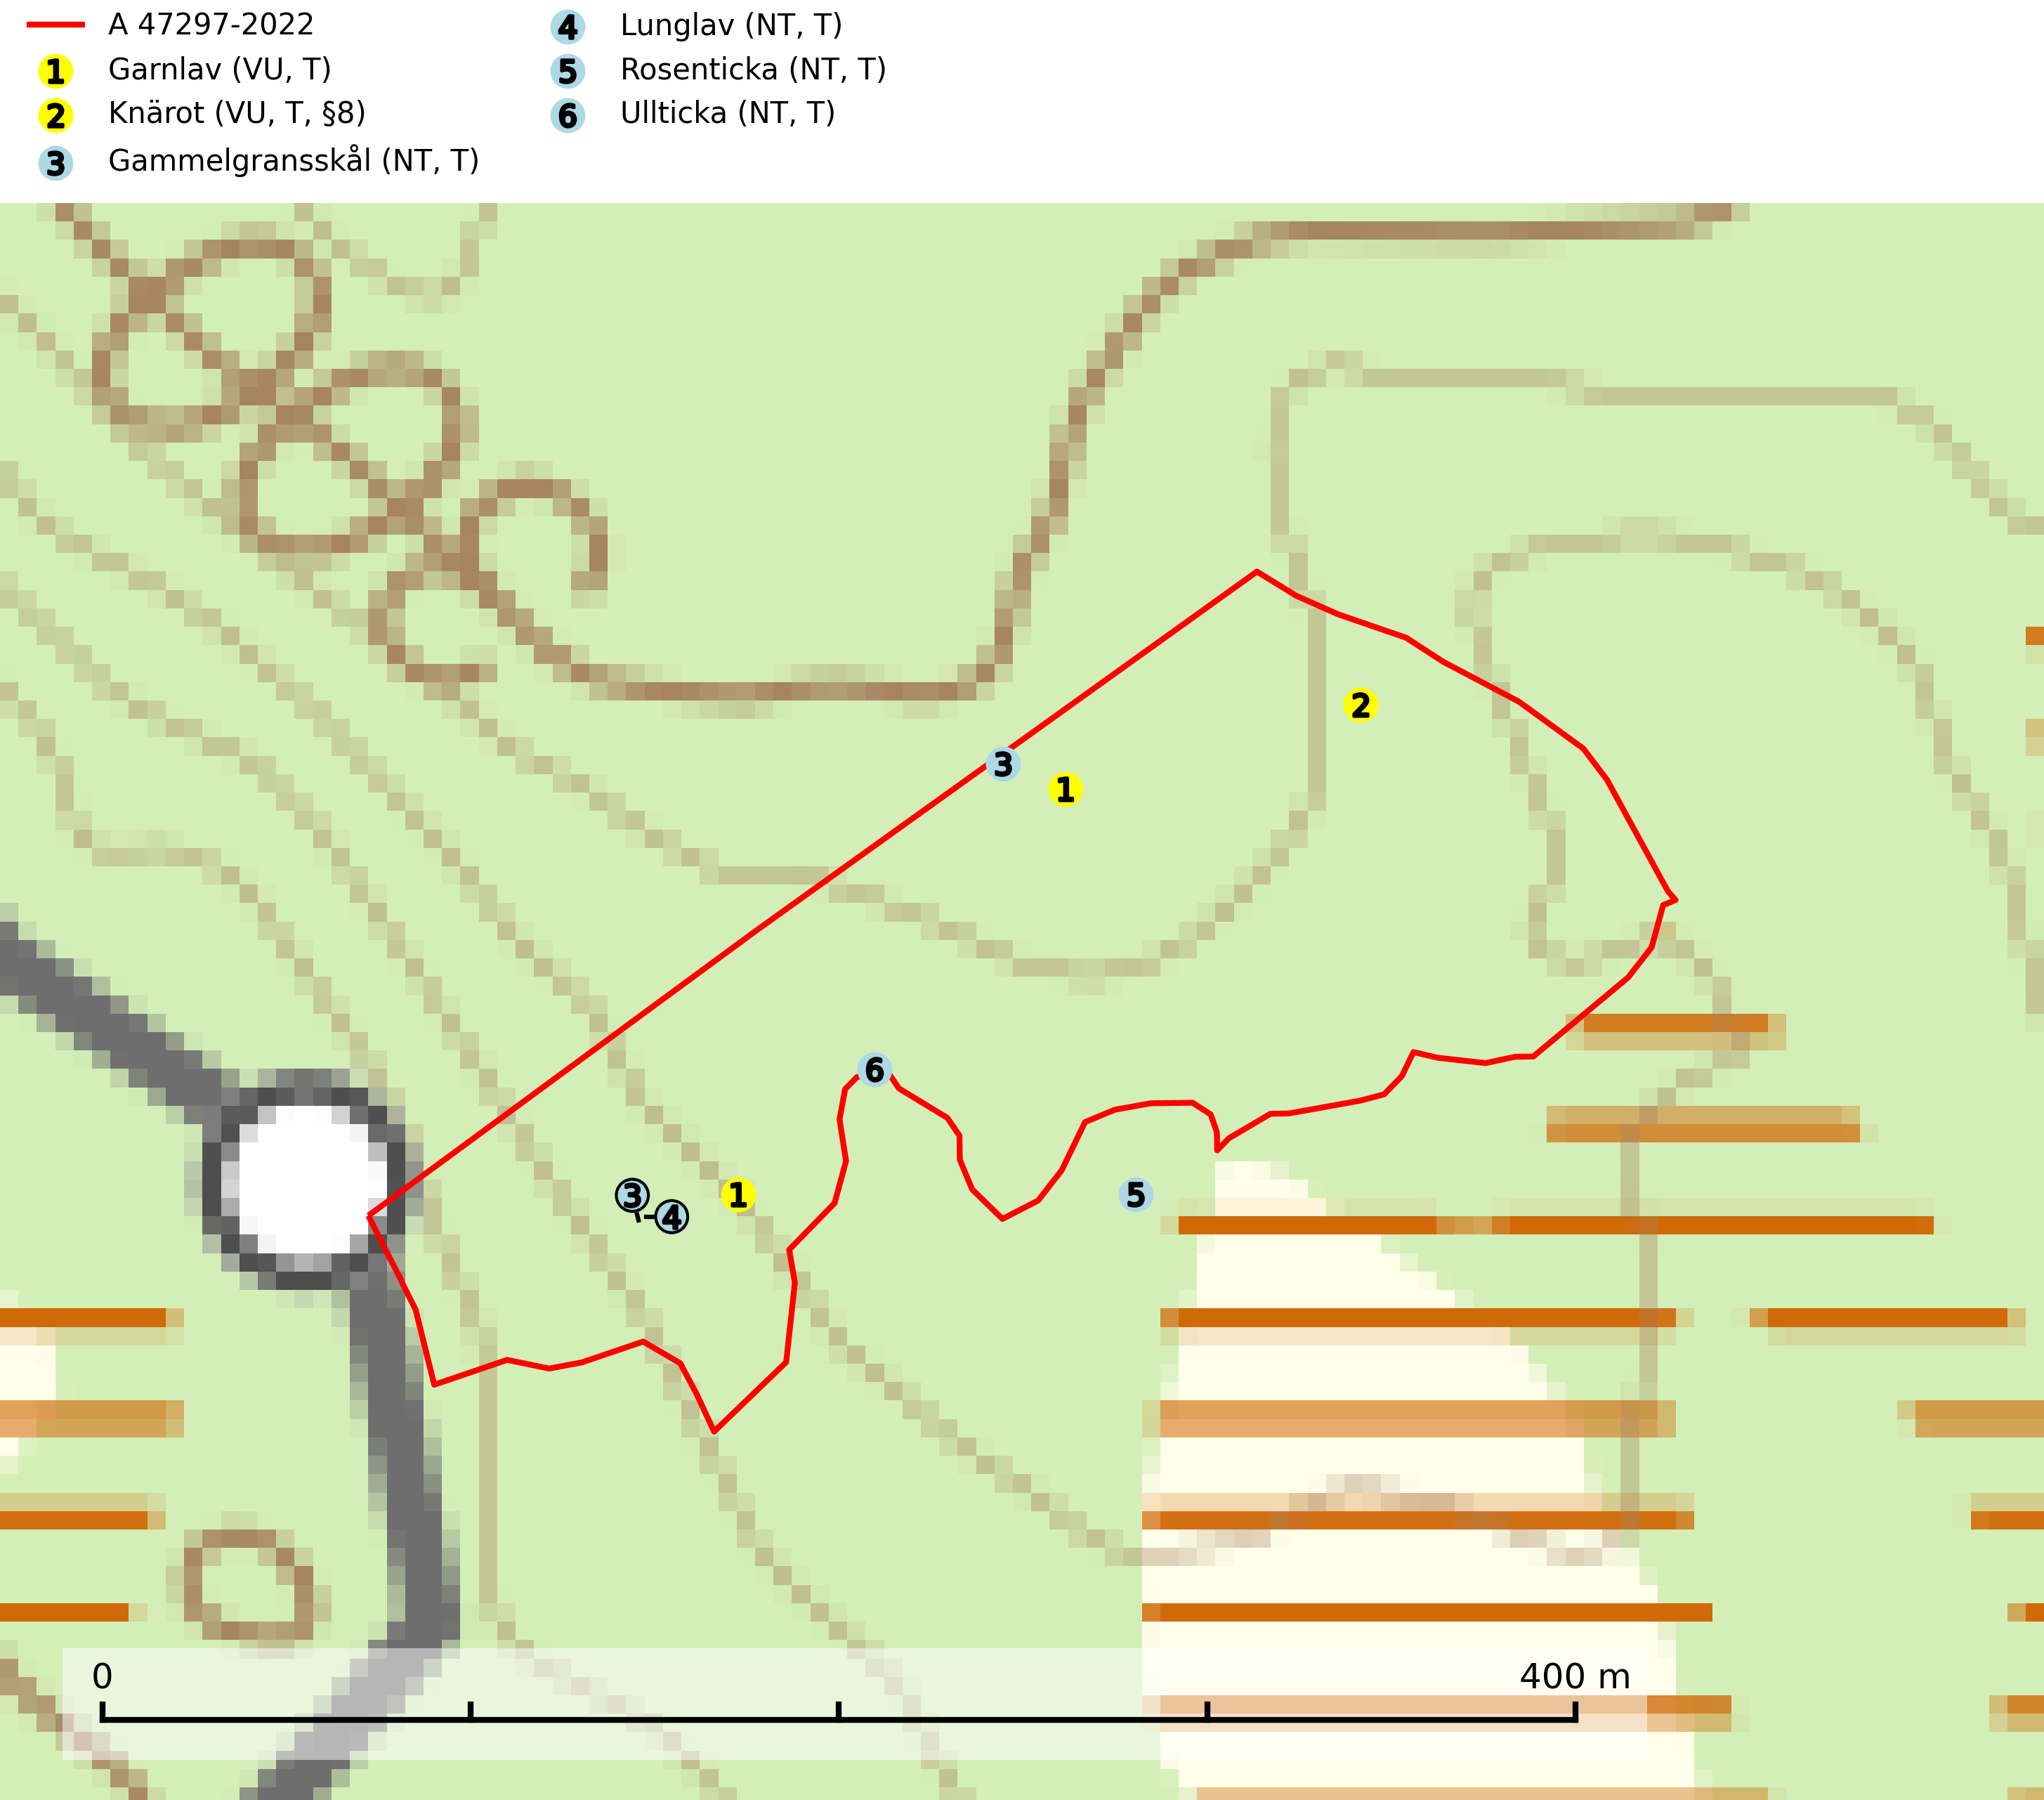 A 47297-2022
1 Garnlav (VU, T)
2 Knärot (VU, T, §8)
3 Gammelgransskål (NT, T)
4 Lunglav (NT, T)
5 Rosenticka (NT, T)
6 Ullticka (NT, T)
2
3
1
6
3
1
5
4
0
400 m